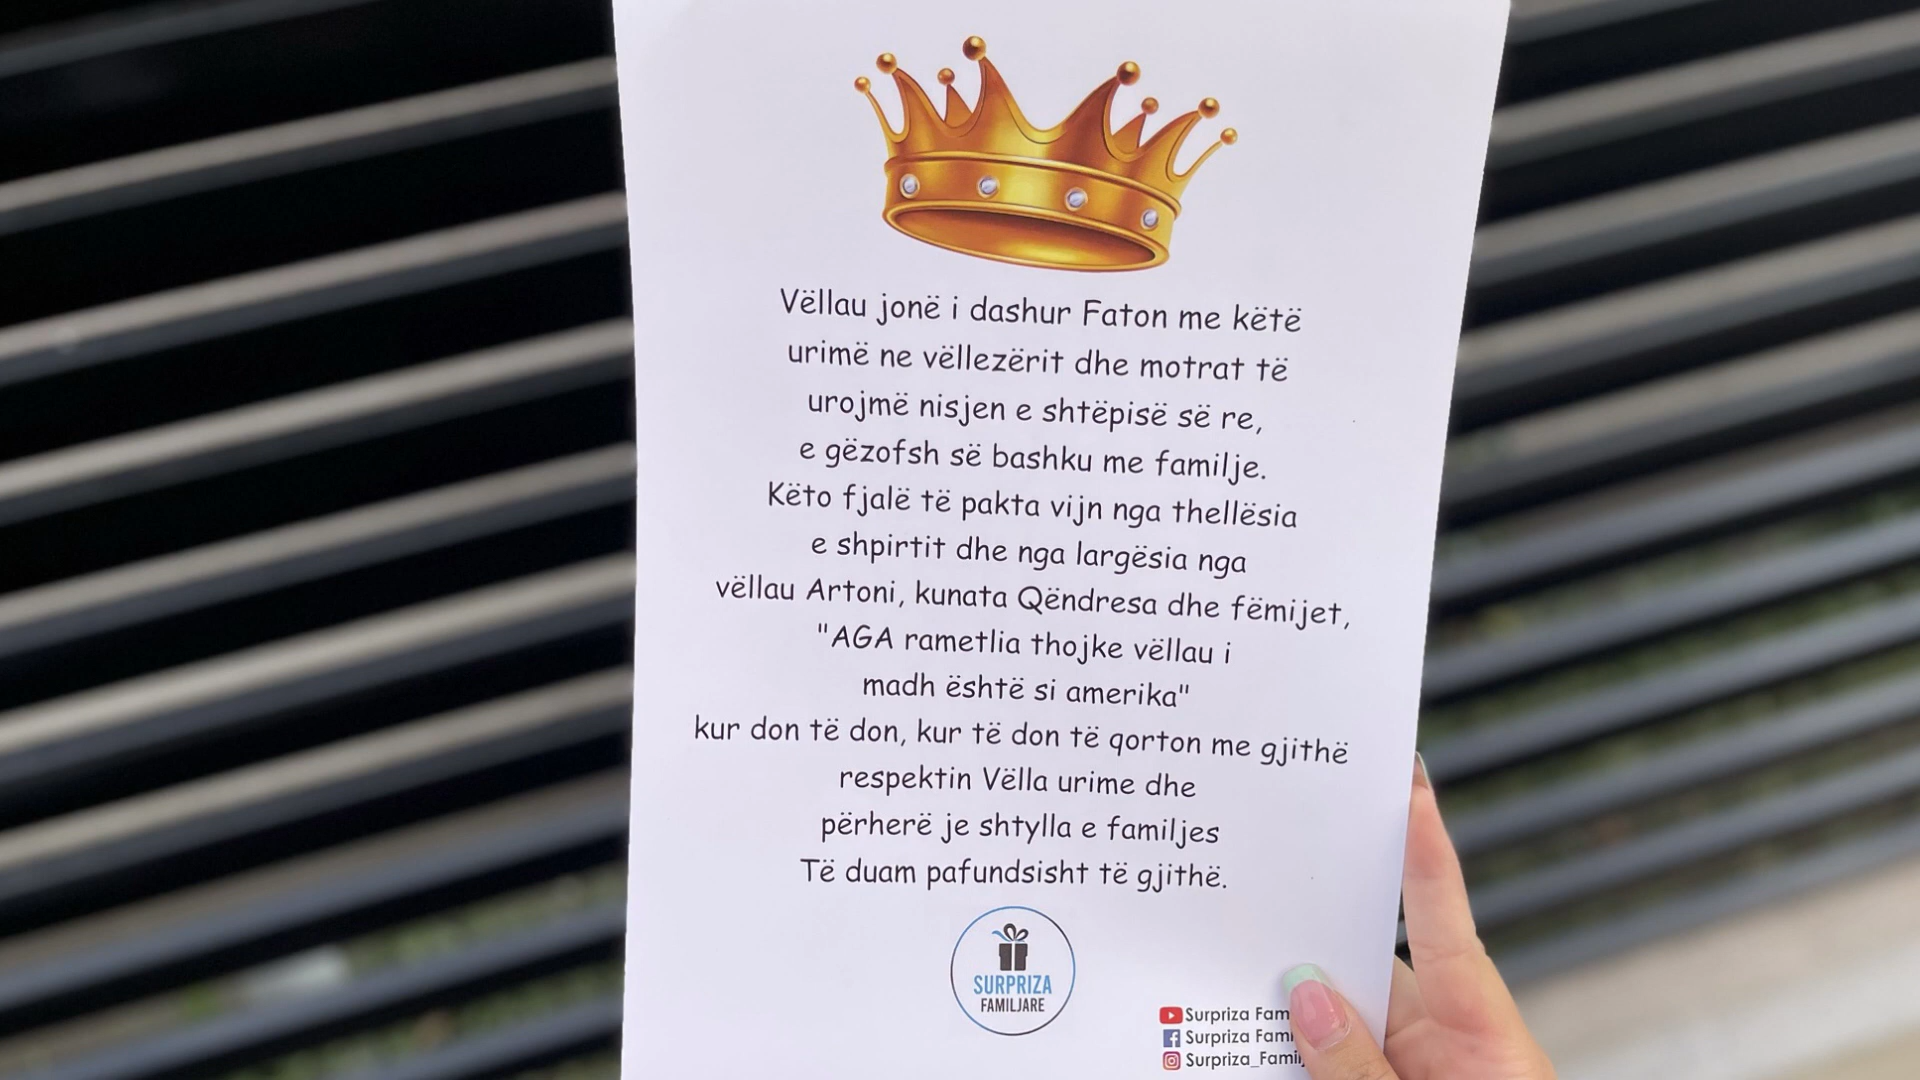 Vëllau jonë i dashur Faton me këtë
urimë ne vëllezërit dhe motrat të
urojmë nisjen e shtëpisë së re,
e gëzofsh së bashku me familje.
Këto fjalë të pakta vijn nga thellësia
e shpirtit dhe nga largësia nga
vëllau Artoni, kunata Qëndresa dhe fëmijet,
"AGA rametlia thojke vëllau i
madh është si amerika"
kur don të don, kur të don të qorton me gjithë
respektin Vëlla urime dhe
përherë je shtylla e familjes
Të duam pafundsisht të gjithë.
SURPRIZA
FAMILJARE
Surpriza
Surpriza